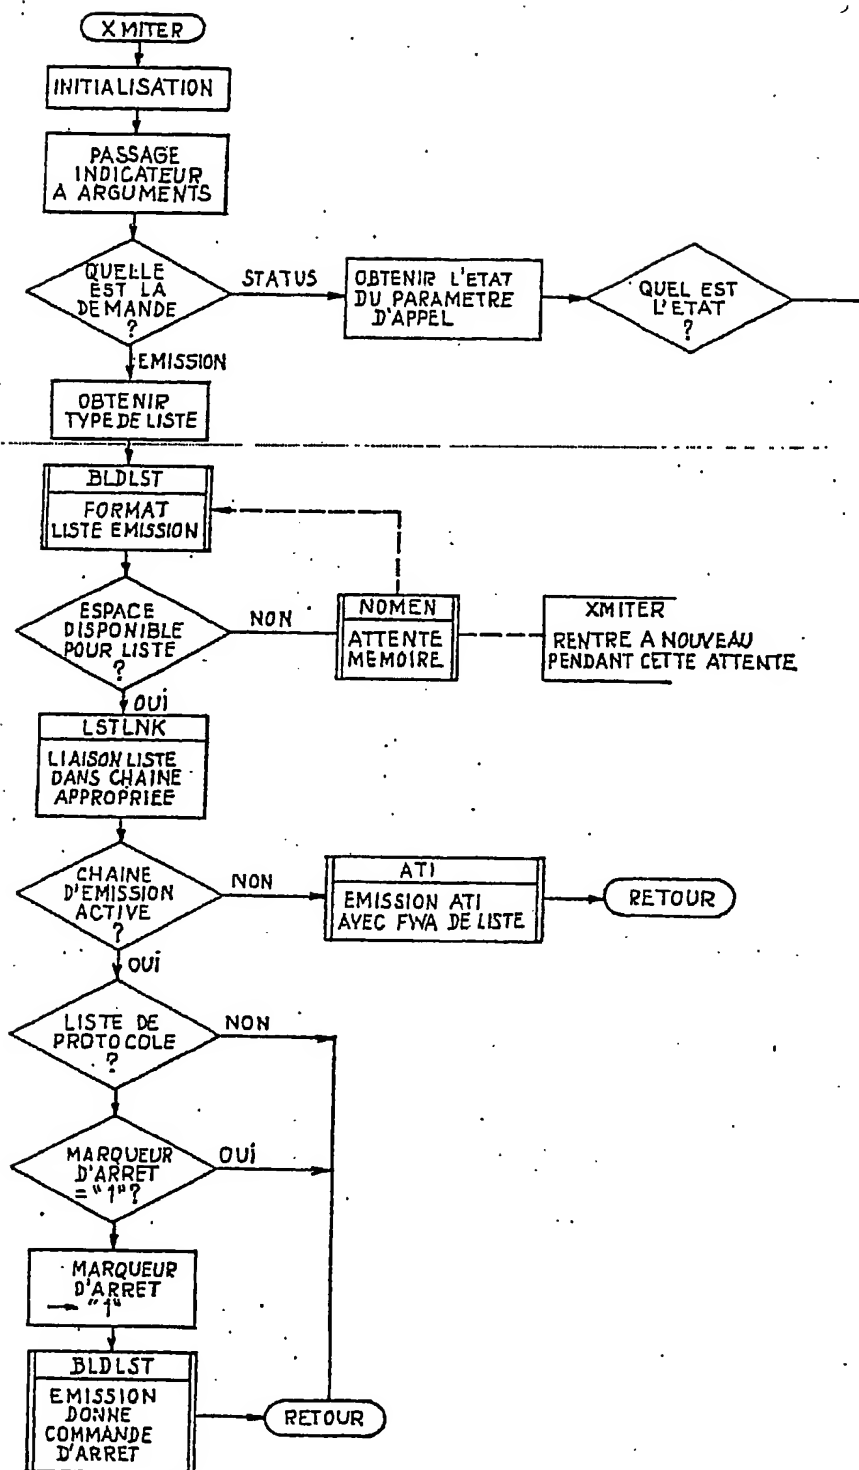 XMITER
INITIALISATION
PASSAGE
INDICATEUR
A ARGUMENTS
QUELLE
EST LA
DEMANDE
?
STATUS
OBTENIR L'ETAT
DU PARAMETRE
D'APPEL
QUEL EST
L'ETAT
?
EMISSION
OBTENIR
TYPE DE LISTE
BLDLST
FORMAT
LISTE EMISSION
ESPACE
DISPONIBLE
POUR LISTE
?
NON
NOMEN
ATTENTE
MEMOIRE
XMITER
RENTRE A NOUVEAU
PENDANT CETTE ATTENTE
OUI
LSTLNK
LIAISON LISTE
DANS CHAINE
APPROPRIEE
CHAINE
D'EMISSION
ACTIVE
?
NON
ATI
EMISSION ATI
AVEC FWA DE LISTE
RETOUR
OUI
LISTE DE
PROTOCOLE
?
NON
MARQUEUR
D'ARRET
="1"?
OUI
MARQUEUR
D'ARRET
→ "1"
BLDLST
EMISSION
DONNE
COMMANDE
D'ARRET
RETOUR